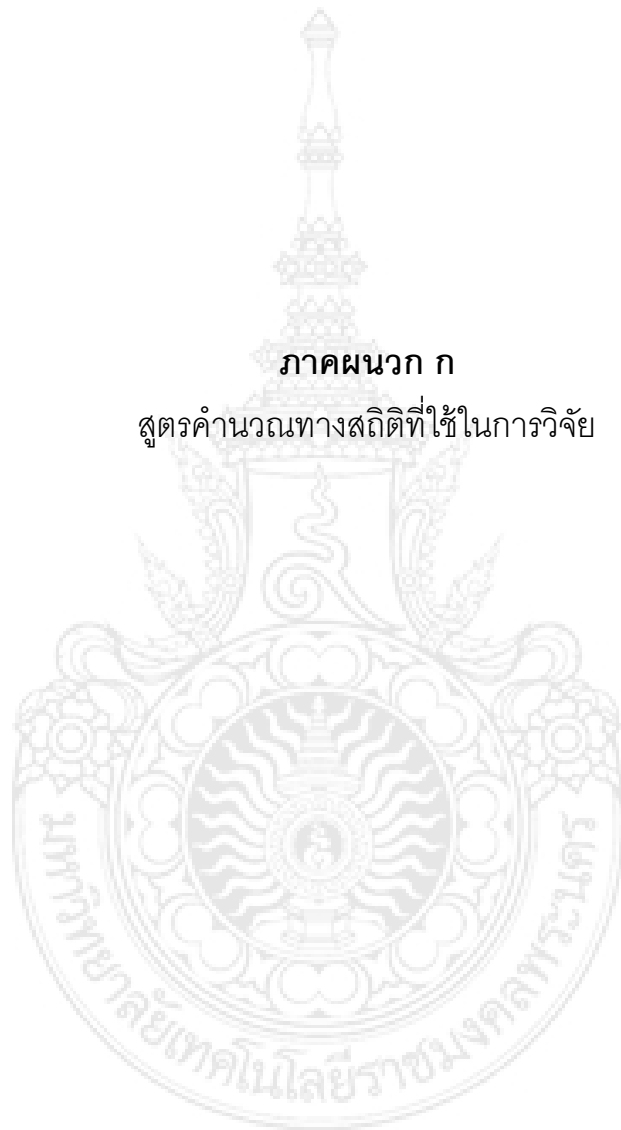 ภาคผนวก ก
สูตรคำนวณทางสถิติที่ใช้ในการวิจัย
มหาวิทยาลัยเทคโนโลยีราชมงคลพระนคร